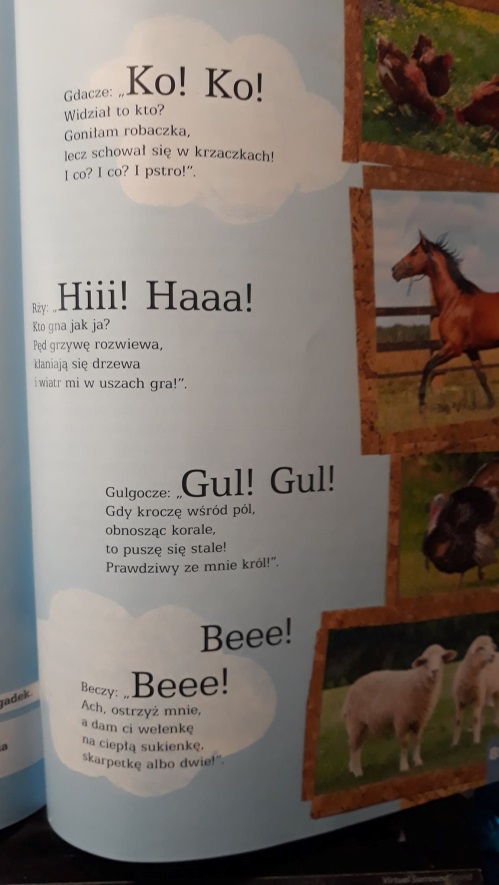 Gdacze: „Ko! Ko!
Widział to kto?
Goniłam robaczka,
lecz schował się w krzaczkach!
I co? I co? I pstro!”.
Rży: „Hiii! Haaa!
Kto gna jak ja?
Pęd grzywę rozwiewa,
kłaniają się drzewa
i wiatr mi w uszach gra!”.
Gulgocze: „Gul! Gul!
Gdy kroczę wśród pól,
obnosząc korale,
to puszę się stale!
Prawdziwy ze mnie król!”.
Beee!
Beczy: „Beee!
Ach, ostrzyż mnie,
a dam ci wełenkę
na ciepłą sukienkę,
skarpetkę albo dwie!”.